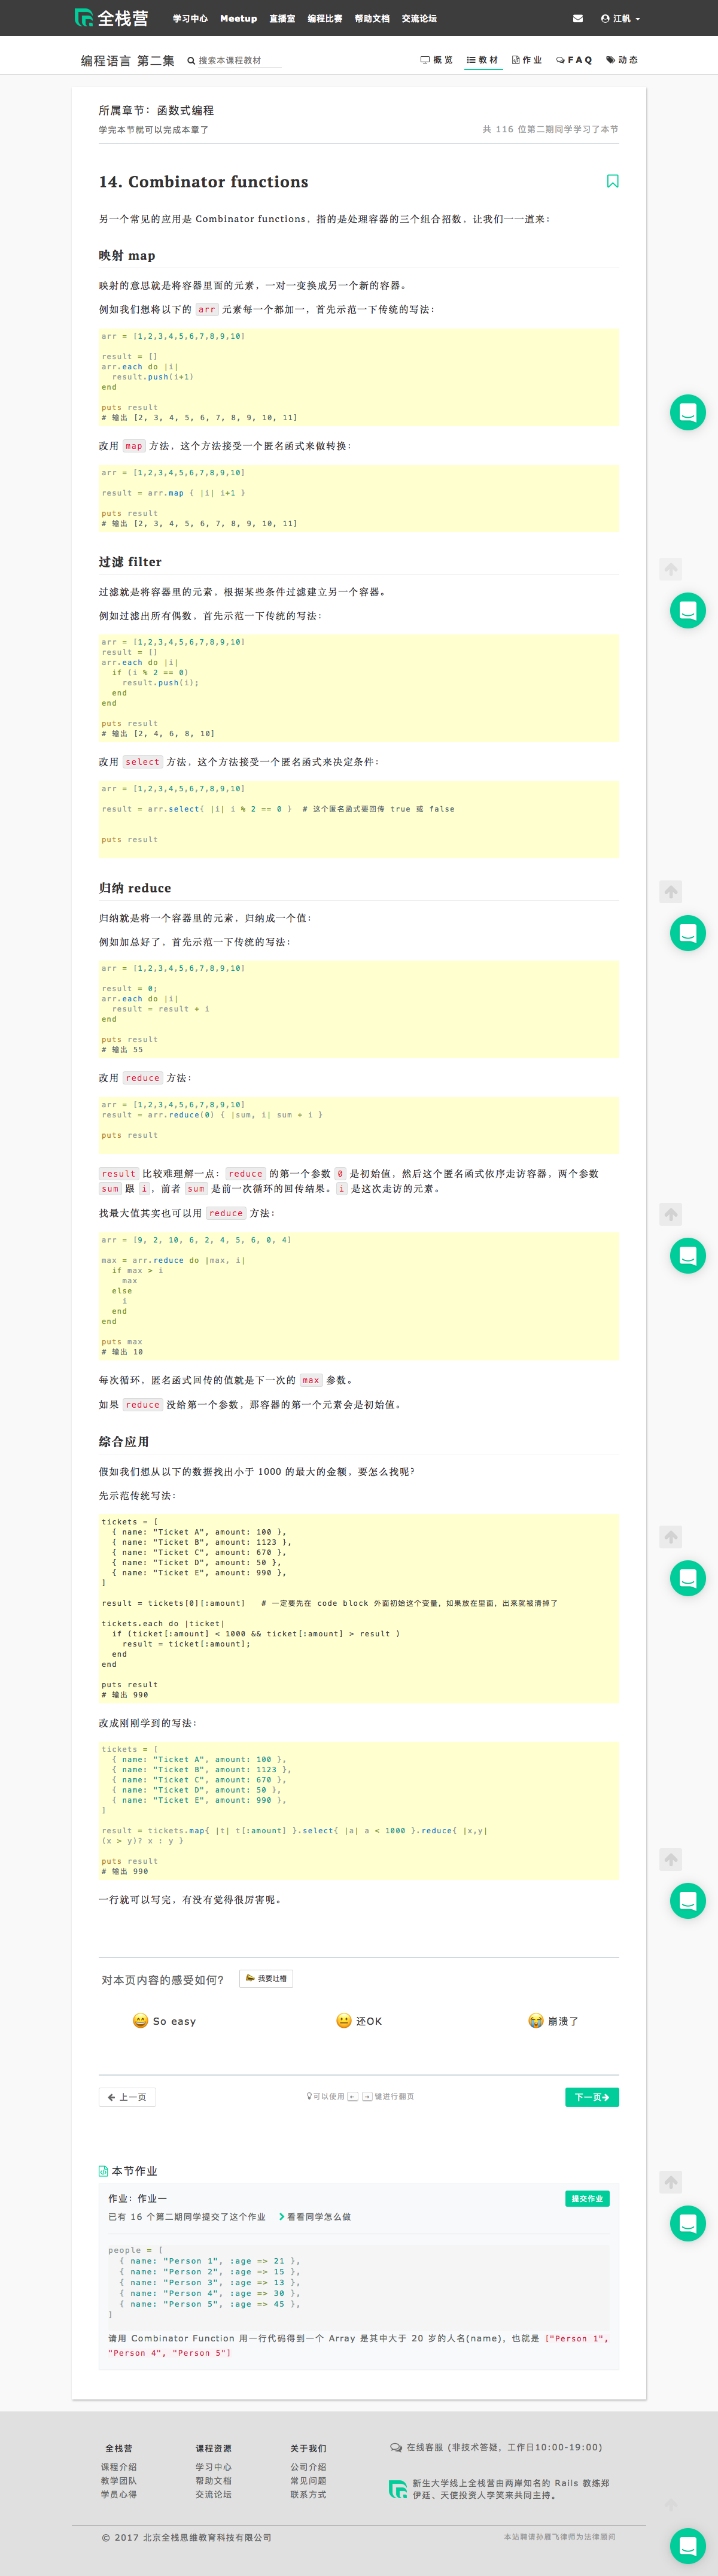 全栈营 学习中心 Meetup 直播室 编程比赛 帮助文档 交流论坛 江帆
编程语言 第二集 搜索本课程教材 概览 教材 作业 FAQ 动态
所属章节：函数式编程
学完本节就可以完成本章了 共 116 位第二期同学学习了本节
14. Combinator functions
另一个常见的应用是 Combinator functions，指的是处理容器的三个组合招数，让我们一一道来：
映射 map
映射的意思就是将容器里面的元素，一对一变换成另一个新的容器。
例如我们想将以下的 arr 元素每一个都加一，首先示范一下传统的写法：
arr = [1,2,3,4,5,6,7,8,9,10]
result = []
arr.each do |i|
result.push(i+1)
end
puts result
# 输出 [2, 3, 4, 5, 6, 7, 8, 9, 10, 11]
改用 map 方法，这个方法接受一个匿名函式来做转换：
arr = [1,2,3,4,5,6,7,8,9,10]
result = arr.map { |i| i+1 }
puts result
# 输出 [2, 3, 4, 5, 6, 7, 8, 9, 10, 11]
过滤 filter
过滤就是将容器里的元素，根据某些条件过滤建立另一个容器。
例如过滤出所有偶数，首先示范一下传统的写法：
arr = [1,2,3,4,5,6,7,8,9,10]
result = []
arr.each do |i|
if (i % 2 == 0)
result.push(i);
end
end
puts result
# 输出 [2, 4, 6, 8, 10]
改用 select 方法，这个方法接受一个匿名函式来决定条件：
arr = [1,2,3,4,5,6,7,8,9,10]
result = arr.select{ |i| i % 2 == 0 } # 这个匿名函式要回传 true 或 false
puts result
归纳 reduce
归纳就是将一个容器里的元素，归纳成一个值：
例如加总好了，首先示范一下传统的写法：
arr = [1,2,3,4,5,6,7,8,9,10]
result = 0;
arr.each do |i|
result = result + i
end
puts result
# 输出 55
改用 reduce 方法：
arr = [1,2,3,4,5,6,7,8,9,10]
result = arr.reduce(0) { |sum, i| sum + i }
puts result
result 比较难理解一点：reduce 的第一个参数 0 是初始值，然后这个匿名函式依序走访容器，两个参数
sum 跟 i，前者 sum 是前一次循环的回传结果。i 是这次走访的元素。
找最大值其实也可以用 reduce 方法：
arr = [9, 2, 10, 6, 2, 4, 5, 6, 0, 4]
max = arr.reduce do |max, i|
if max > i
max
else
i
end
end
puts max
# 输出 10
每次循环，匿名函式回传的值就是下一次的 max 参数。
如果 reduce 没给第一个参数，那容器的第一个元素会是初始值。
综合应用
假如我们想从以下的数据找出小于 1000 的最大的金额，要怎么找呢?
先示范传统写法：
tickets = [
{ name: "Ticket A", amount: 100 },
{ name: "Ticket B", amount: 1123 },
{ name: "Ticket C", amount: 670 },
{ name: "Ticket D", amount: 50 },
{ name: "Ticket E", amount: 990 },
]
result = tickets[0][:amount] # 一定要先在 code block 外面初始这个变量，如果放在里面，出来就被清掉了
tickets.each do |ticket|
if (ticket[:amount] < 1000 && ticket[:amount] > result )
result = ticket[:amount];
end
end
puts result
# 输出 990
改成刚刚学到的写法：
tickets = [
{ name: "Ticket A", amount: 100 },
{ name: "Ticket B", amount: 1123 },
{ name: "Ticket C", amount: 670 },
{ name: "Ticket D", amount: 50 },
{ name: "Ticket E", amount: 990 },
]
result = tickets.map{ |t| t[:amount] }.select{ |a| a < 1000 }.reduce{ |x,y|
(x > y)? x : y }
puts result
# 输出 990
一行就可以写完，有没有觉得很厉害呢。
对本页内容的感受如何? 我要吐槽
So easy 还OK 崩溃了
上一页 可以使用 ← → 键进行翻页 下一页
本节作业
作业：作业一 提交作业
已有 16 个第二期同学提交了这个作业 看看同学怎么做
people = [
{ name: "Person 1", :age => 21 },
{ name: "Person 2", :age => 15 },
{ name: "Person 3", :age => 13 },
{ name: "Person 4", :age => 30 },
{ name: "Person 5", :age => 45 },
]
请用 Combinator Function 用一行代码得到一个 Array 是其中大于 20 岁的人名(name)，也就是 ["Person 1",
"Person 4", "Person 5"]
全栈营 课程资源 关于我们 在线客服 (非技术答疑，工作日10:00-19:00)
课程介绍 学习中心 公司介绍
教学团队 帮助文档 常见问题 新生大学线上全栈营由两岸知名的 Rails 教练郑
学员心得 交流论坛 联系方式 伊廷、天使投资人李笑来共同主持。
© 2017 北京全栈思维教育科技有限公司 本站聘请孙雁飞律师为法律顾问